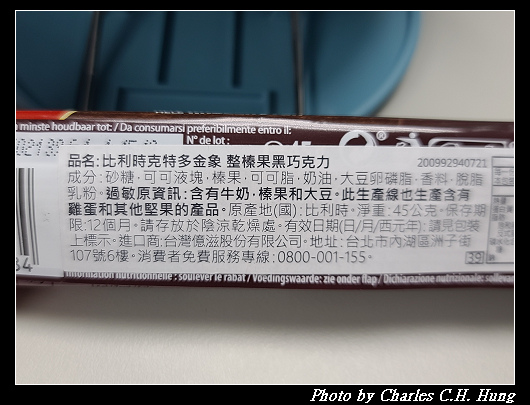 n minste houdbaar tot: / Da consumarsi preferibilmente entro il:
N° de lot:
品名: 比利時克特多金象 整榛果黑巧克力 200992940721
成分: 砂糖·可可液塊·榛果·可可脂·奶油·大豆卵磷脂·香料·脫脂
乳粉。過敏原資訊: 含有牛奶·榛果和大豆。此生產線也生產含有
雞蛋和其他堅果的產品。原產地(國): 比利時。淨重: 45公克。保存期
限: 12個月。請存放於陰涼乾燥處。有效日期(日/月/西元年): 請見包裝
上標示。進口商: 台灣億滋股份有限公司。地址: 台北市內湖區洲子街
107號6樓。消費者免費服務專線: 0800-001-155。 39
Information nutritionnelle : soulever le rabat / Voedingswaarde: zie onder flap / Dichiarazione nutrizionale:
Photo by Charles C.H. Hung